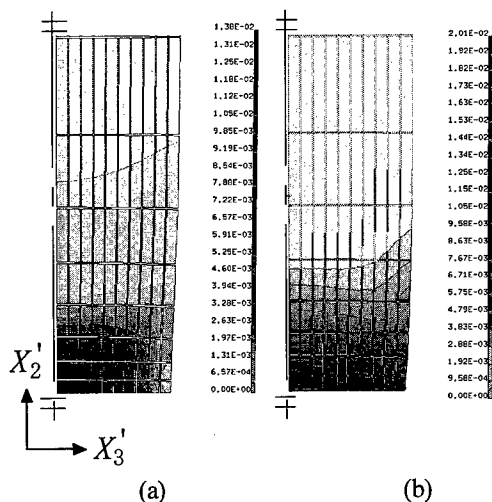 1.38E-02
1.31E-02
1.25E-02
1.18E-02
1.12E-02
1.05E-02
9.85E-03
9.19E-03
8.54E-03
7.88E-03
7.22E-03
6.57E-03
5.91E-03
5.25E-03
4.60E-03
3.94E-03
3.28E-03
2.63E-03
1.97E-03
1.31E-03
6.57E-04
0.00E+00
2.01E-02
1.92E-02
1.82E-02
1.73E-02
1.63E-02
1.53E-02
1.44E-02
1.34E-02
1.25E-02
1.15E-02
1.05E-02
9.58E-03
8.63E-03
7.67E-03
6.71E-03
5.75E-03
4.79E-03
3.83E-03
2.88E-03
1.92E-03
9.58E-04
0.00E+00
X₂'
X₃'
(a)
(b)